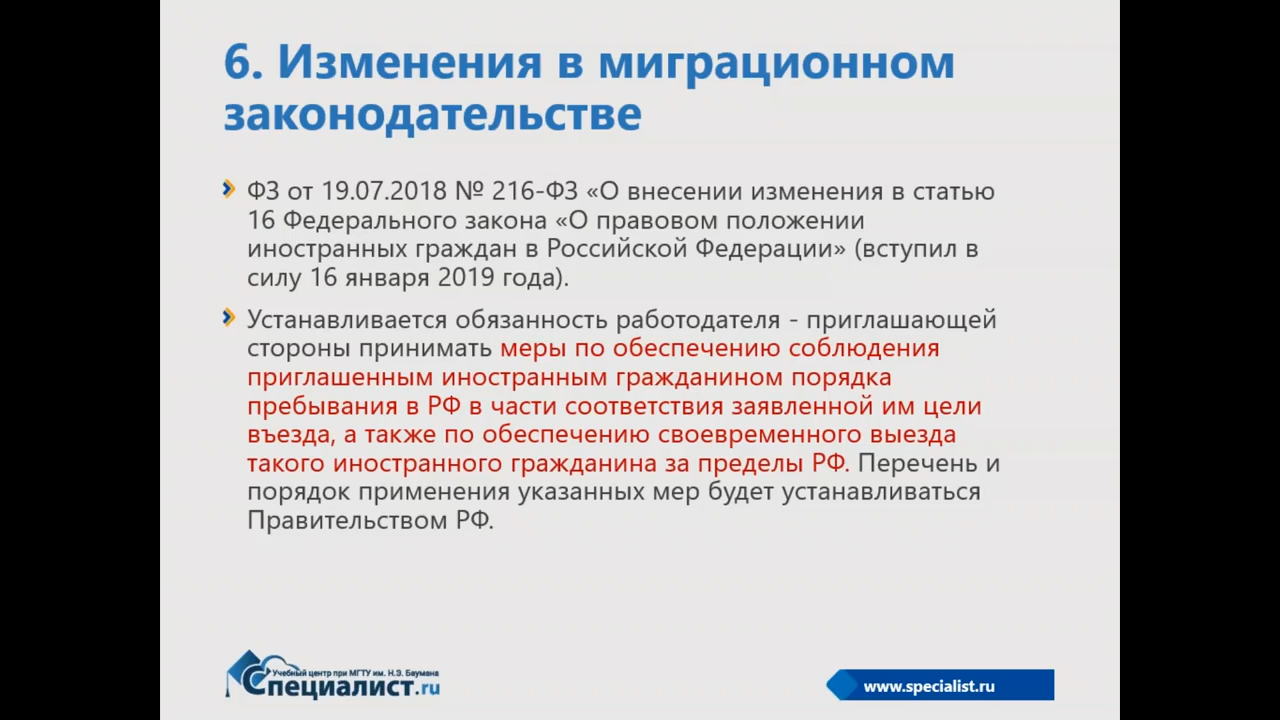 6. Изменения в миграционном
законодательстве
ФЗ от 19.07.2018 № 216-ФЗ «О внесении изменения в статью
16 Федерального закона «О правовом положении
иностранных граждан в Российской Федерации» (вступил в
силу 16 января 2019 года).
Устанавливается обязанность работодателя - приглашающей
стороны принимать меры по обеспечению соблюдения
приглашенным иностранным гражданином порядка
пребывания в РФ в части соответствия заявленной им цели
въезда, а также по обеспечению своевременного выезда
такого иностранного гражданина за пределы РФ. Перечень и
порядок применения указанных мер будет устанавливаться
Правительством РФ.
Учебный центр при МГТУ им. Н.Э. Баумана
Специалист.ru
www.specialist.ru